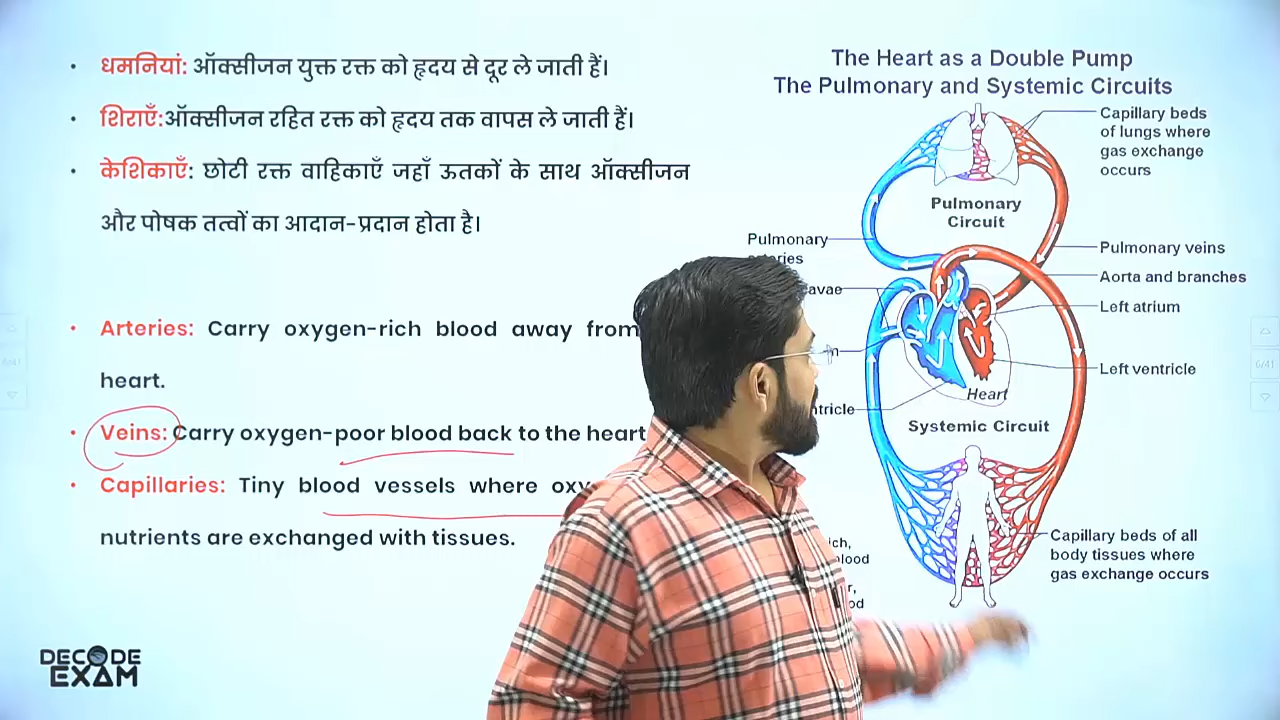 • धमनियां: ऑक्सीजन युक्त रक्त को हृदय से दूर ले जाती हैं।
• शिराएँ:ऑक्सीजन रहित रक्त को हृदय तक वापस ले जाती हैं।
• केशिकाएँ: छोटी रक्त वाहिकाएँ जहाँ ऊतकों के साथ ऑक्सीजन
और पोषक तत्वों का आदान-प्रदान होता है।
• Arteries: Carry oxygen-rich blood away from
heart.
• Veins: Carry oxygen-poor blood back to the heart
• Capillaries: Tiny blood vessels where
nutrients are exchanged with tissues.
DECODE
EXAM
The Heart as a Double Pump
The Pulmonary and Systemic Circuits
Capillary beds
of lungs where
gas exchange
occurs
Pulmonary
Circuit
Pulmonary
Pulmonary veins
Aorta and branches
Left atrium
Left ventricle
Heart
Systemic Circuit
Capillary beds of all
body tissues where
gas exchange occurs
6/41
6/41